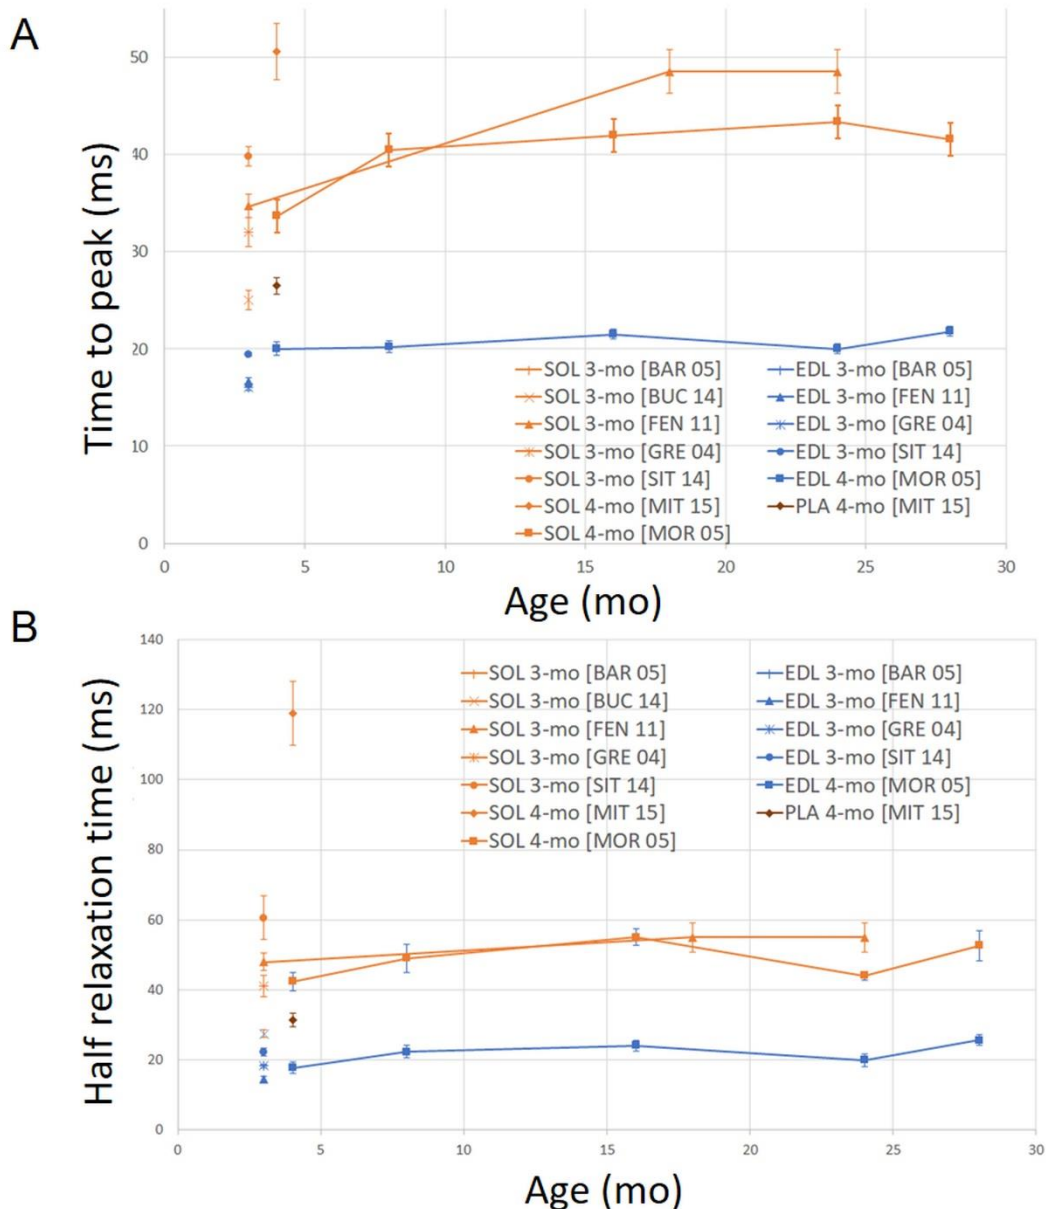 A
Time to peak (ms)
50
40
30
20
10
0
SOL 3-mo [BAR 05] EDL 3-mo [BAR 05]
SOL 3-mo [BUC 14] EDL 3-mo [FEN 11]
SOL 3-mo [FEN 11] EDL 3-mo [GRE 04]
SOL 3-mo [GRE 04] EDL 3-mo [SIT 14]
SOL 3-mo [SIT 14] EDL 4-mo [MOR 05]
SOL 4-mo [MIT 15] PLA 4-mo [MIT 15]
SOL 4-mo [MOR 05]
0 5 10 15 20 25 30
Age (mo)
B
Half relaxation time (ms)
140
120
100
80
60
40
20
0
SOL 3-mo [BAR 05] EDL 3-mo [BAR 05]
SOL 3-mo [BUC 14] EDL 3-mo [FEN 11]
SOL 3-mo [FEN 11] EDL 3-mo [GRE 04]
SOL 3-mo [GRE 04] EDL 3-mo [SIT 14]
SOL 3-mo [SIT 14] EDL 4-mo [MOR 05]
SOL 4-mo [MIT 15] PLA 4-mo [MIT 15]
SOL 4-mo [MOR 05]
0 5 10 15 20 25 30
Age (mo)